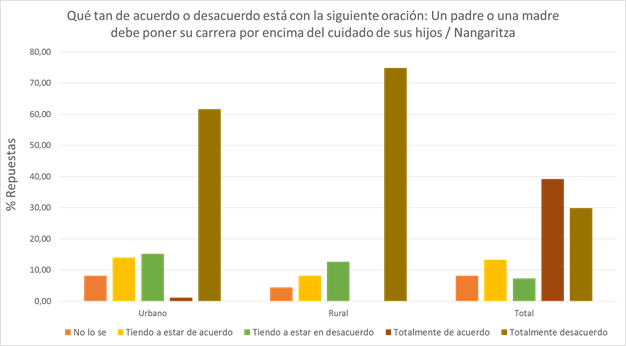 Qué tan de acuerdo o desacuerdo está con la siguiente oración: Un padre o una madre
debe poner su carrera por encima del cuidado de sus hijos / Nangaritza
80,00
70,00
60,00
50,00
40,00
30,00
20,00
10,00
0,00
% Repuestas
Urbano Rural Total
No lo se Tiendo a estar de acuerdo Tiendo a estar en desacuerdo Totalmente de acuerdo Totalmente desacuerdo